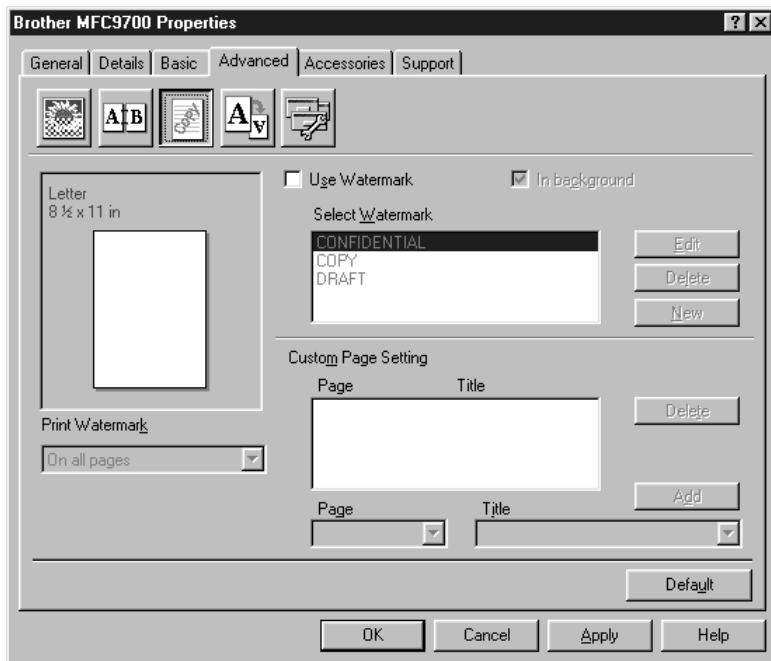 Brother MFC9700 Properties
? X
General Details Basic Advanced Accessories Support
A B COPY A A
Use Watermark In background
Letter
8 ½ x 11 in
Select Watermark
CONFIDENTIAL
COPY
DRAFT
Edit
Delete
New
Custom Page Setting
Page Title
Delete
Print Watermark
On all pages
Add
Page Title
Default
OK Cancel Apply Help